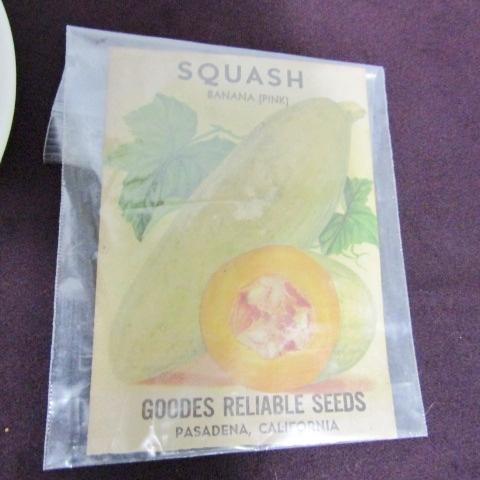 SQUASH
BANANA [PINK]
GOODES RELIABLE SEEDS
PASADENA, CALIFORNIA